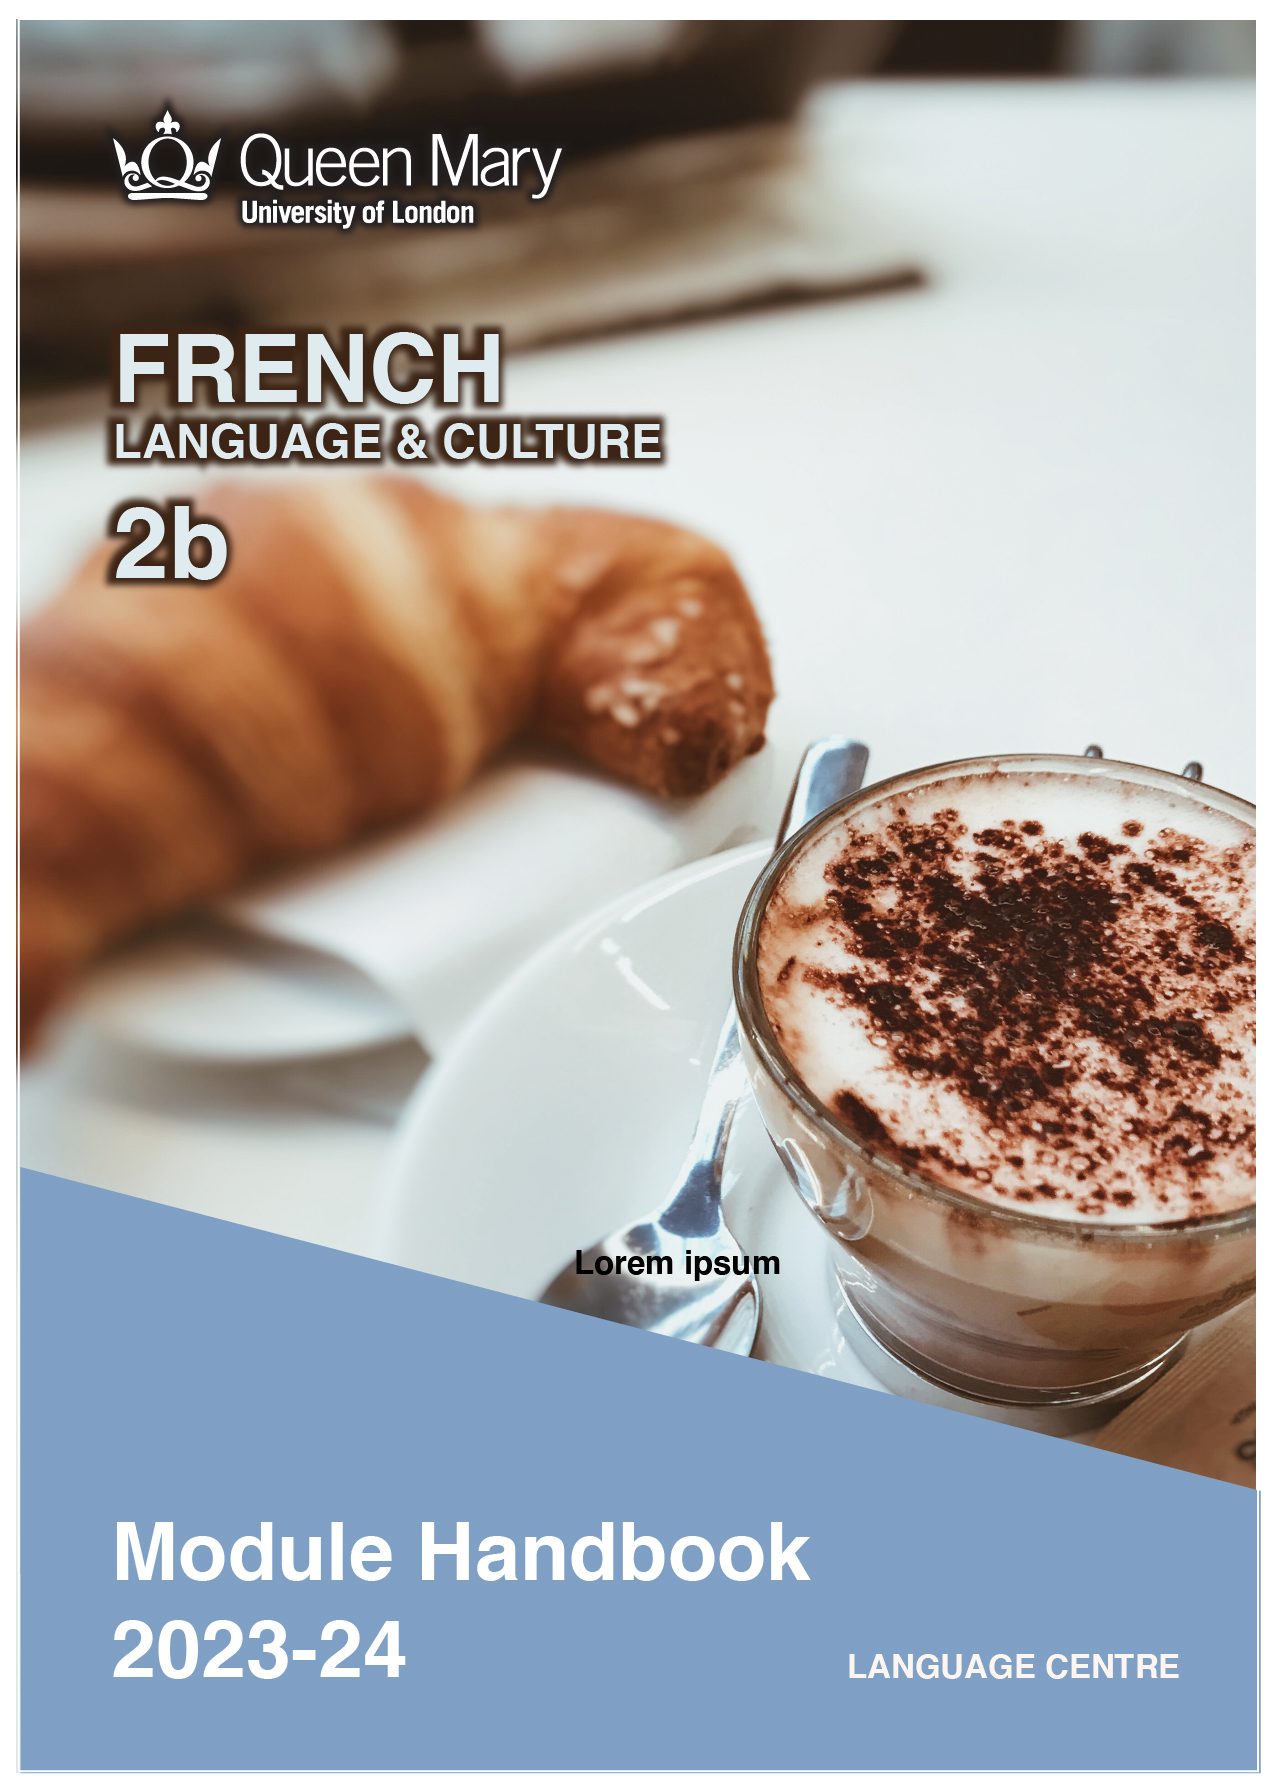 Queen Mary
University of London
FRENCH
LANGUAGE & CULTURE
2b
Lorem ipsum
Module Handbook
2023-24
LANGUAGE CENTRE